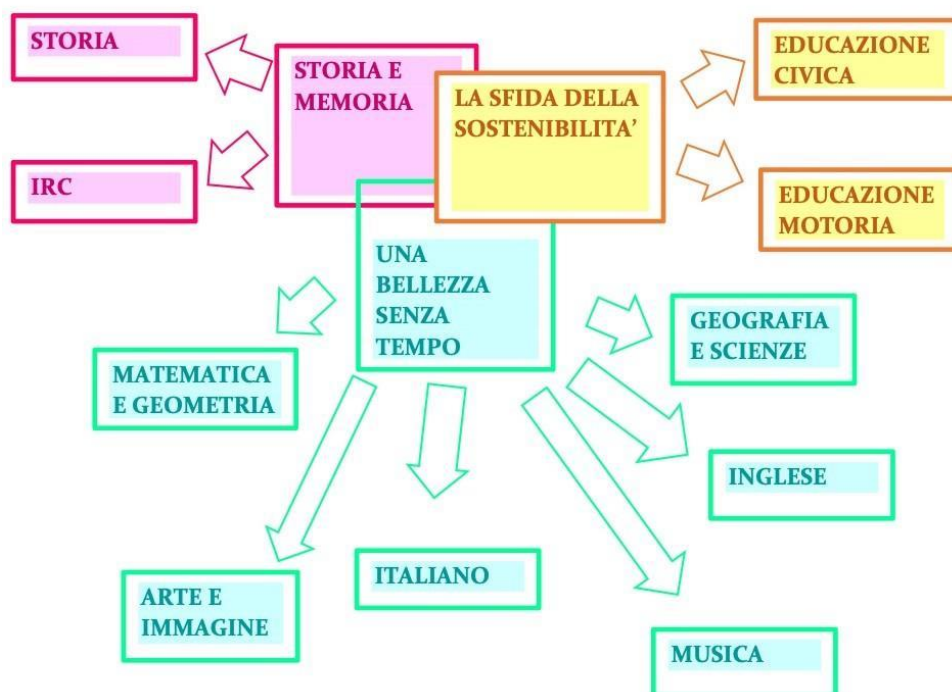 STORIA
STORIA E
MEMORIA
LA SFIDA DELLA
SOSTENIBILITA’
EDUCAZIONE
CIVICA
IRC
EDUCAZIONE
MOTORIA
UNA
BELLEZZA
SENZA
TEMPO
MATEMATICA
E GEOMETRIA
GEOGRAFIA
E SCIENZE
INGLESE
ARTE E
IMMAGINE
ITALIANO
MUSICA